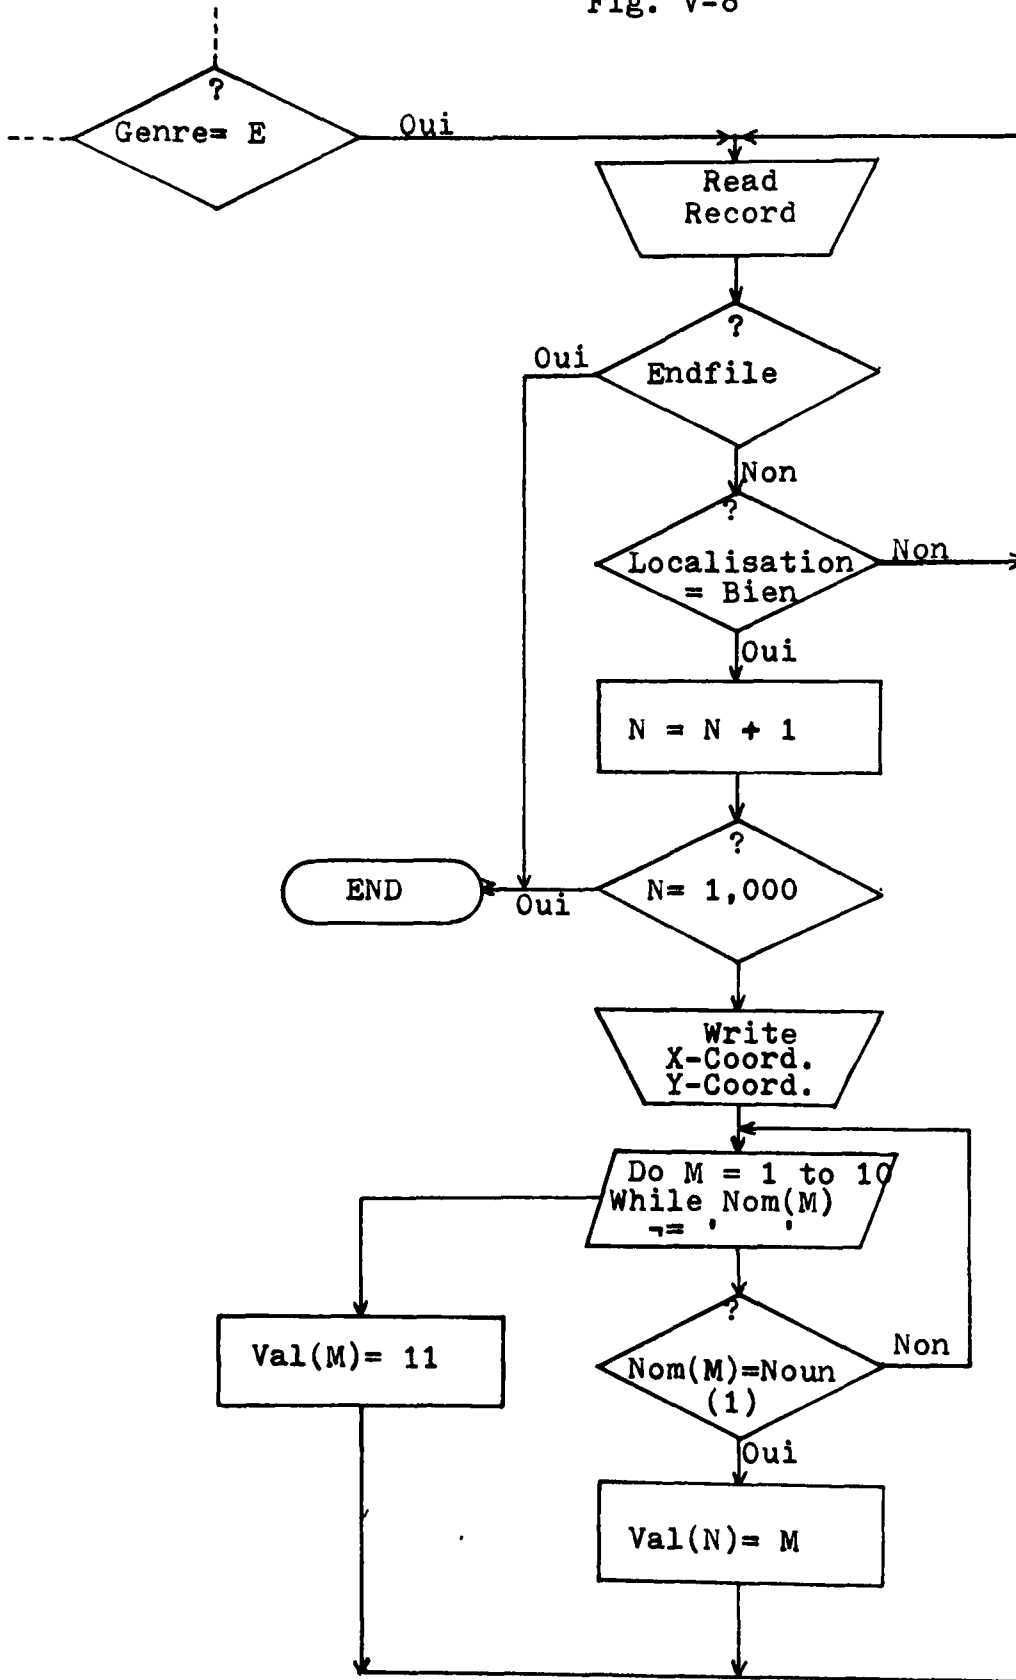 Fig. V-8
?
Genre= E
Oui
Read
Record
?
Endfile
Oui
Non
?
Localisation
= Bien
Non
Oui
N = N + 1
?
N= 1,000
Oui
END
Write
X-Coord.
Y-Coord.
Do M = 1 to 10
While Nom(M)
¬= '    '
?
Nom(M)=Noun
(1)
Non
Val(M)= 11
Oui
Val(N)= M